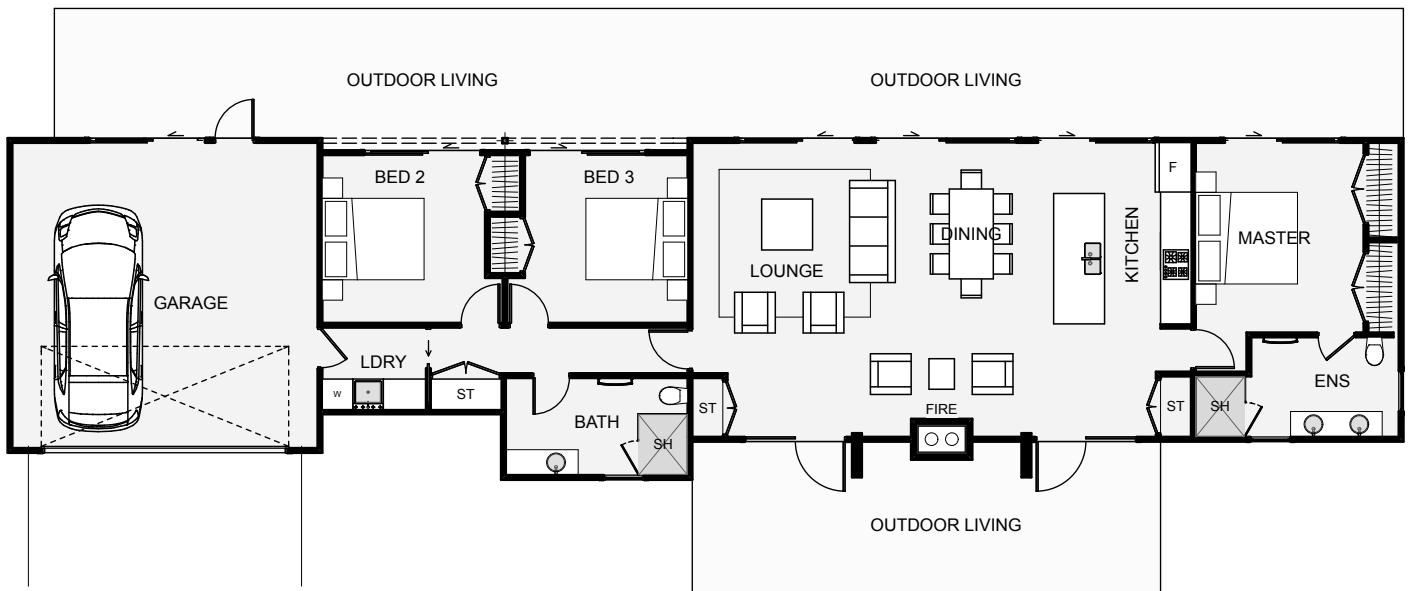 OUTDOOR LIVING
OUTDOOR LIVING
BED 2
BED 3
F
KITCHEN
DINING
MASTER
LOUNGE
GARAGE
LDRY
W
ST
BATH
SH
ST
FIRE
ST
SH
ENS
OUTDOOR LIVING